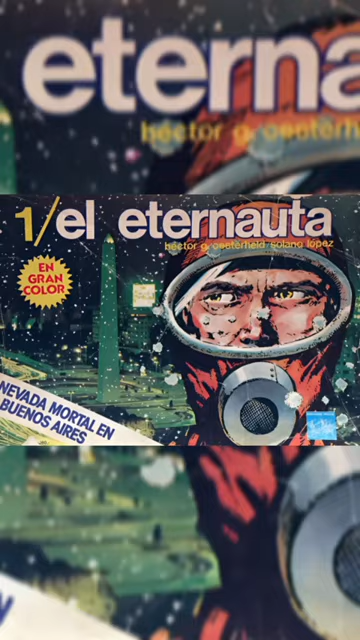 eterna
héctor g. oesterh
1/el eternauta
héctor g. oesterheld solano lópez
EN
GRAN
COLOR
NEVADA MORTAL EN
BUENOS AIRES